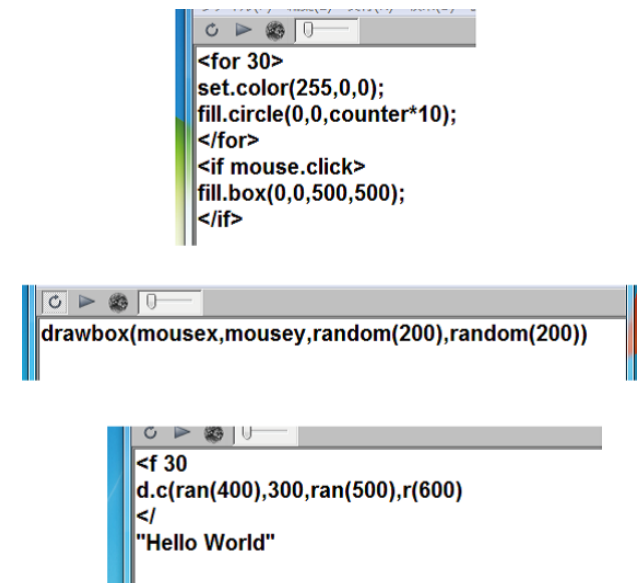 <for 30>
set.color(255,0,0);
fill.circle(0,0,counter*10);
</for>
<if mouse.click>
fill.box(0,0,500,500);
</if>
drawbox(mousex,mousey,random(200),random(200))
<f 30
d.c(ran(400),300,ran(500),r(600)
</
"Hello World"